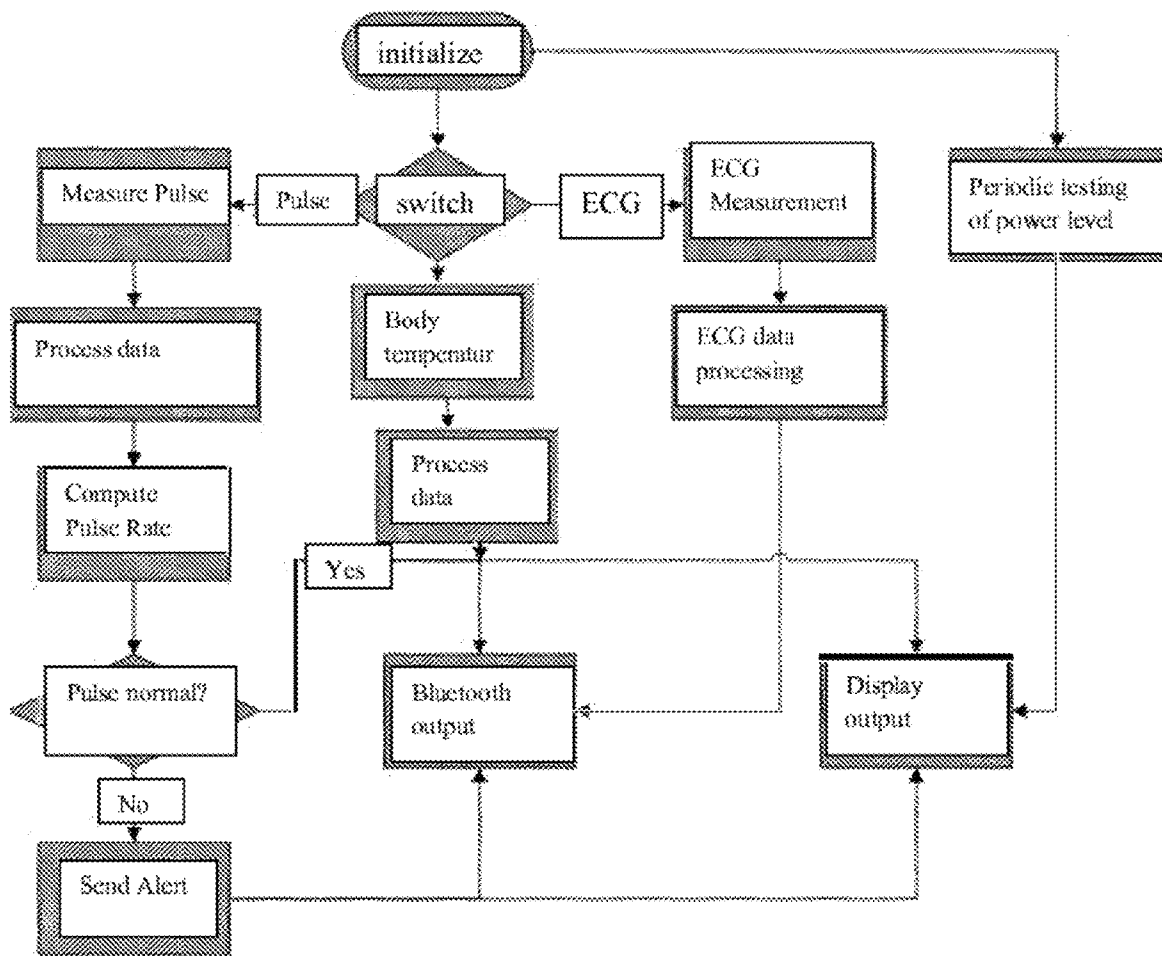 initialize
Measure Pulse
Pulse
switch
ECG
ECG
Measurement
Periodic testing
of power level
Process data
Body
temperatur
ECG data
processing
Compute
Pulse Rate
Process
data
Yes
Pulse normal?
Bluetooth
output
Display
output
No
Send Alert